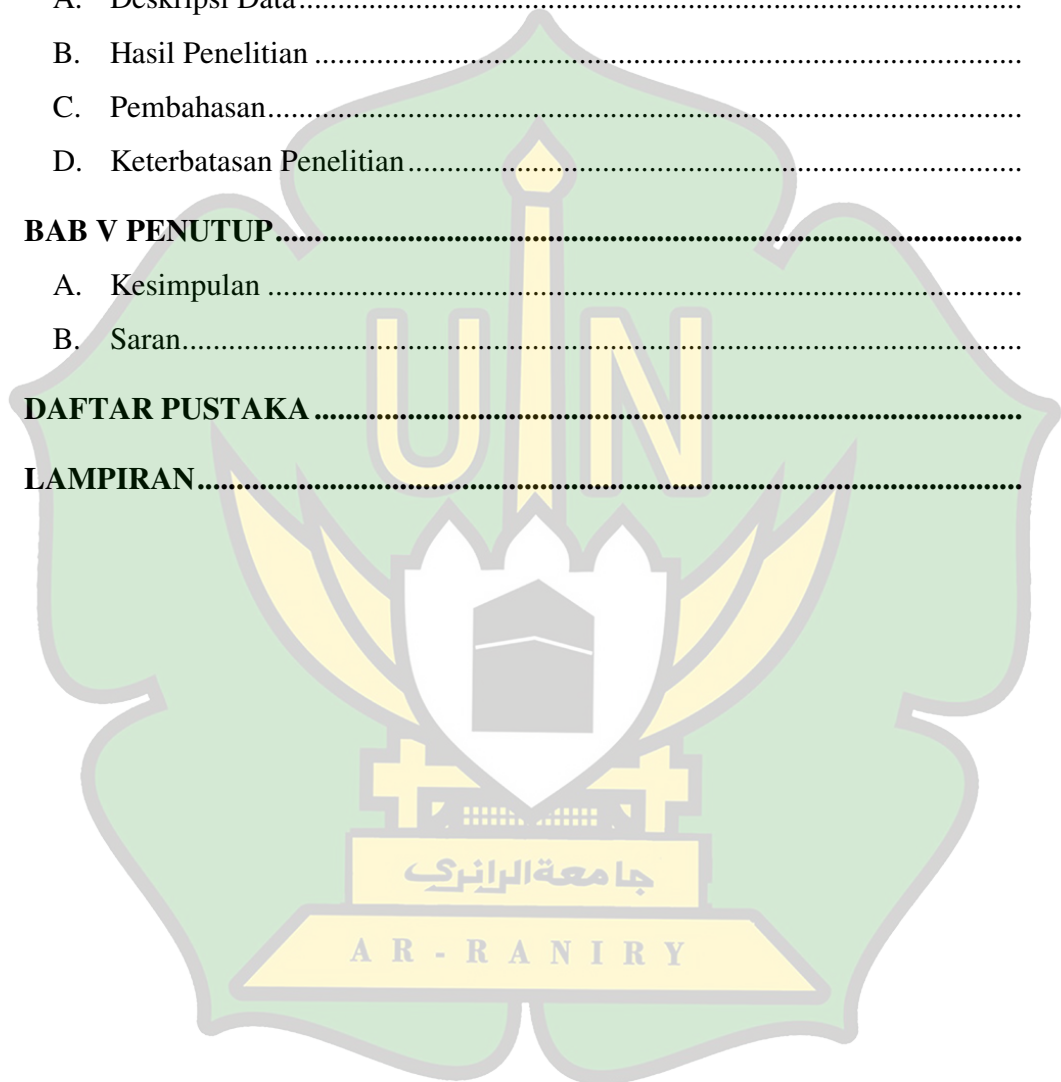 A. Deskripsi Data..........................................................................................
B. Hasil Penelitian ..........................................................................................
C. Pembahasan..........................................................................................
D. Keterbatasan Penelitian..........................................................................................
BAB V PENUTUP..........................................................................................
A. Kesimpulan ..........................................................................................
B. Saran..........................................................................................
DAFTAR PUSTAKA ..........................................................................................
LAMPIRAN..........................................................................................
UIN
جامعةالرانري
AR-RANIRY